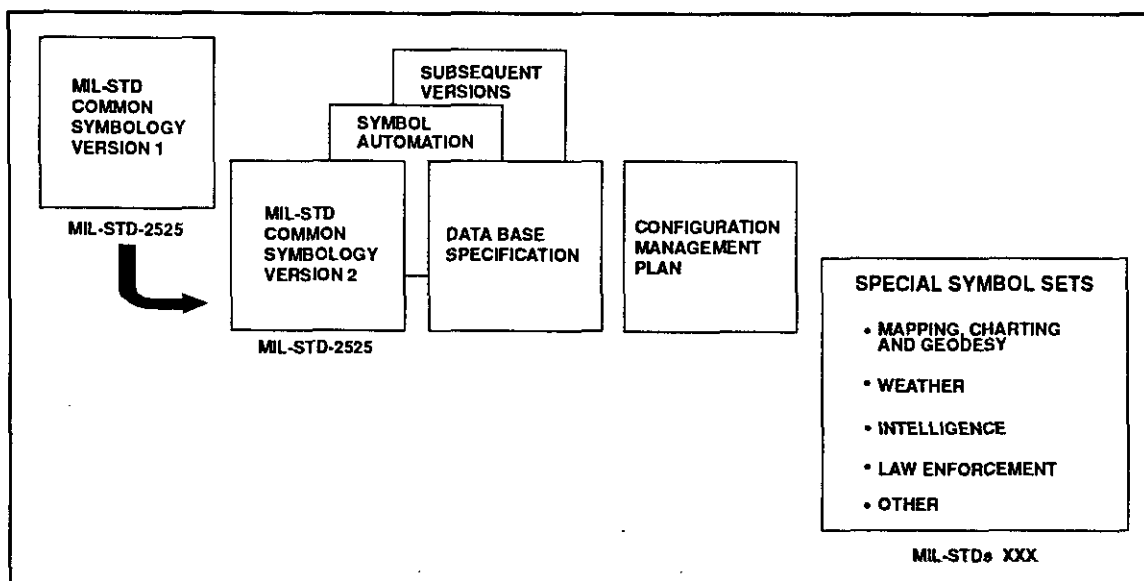 MIL-STD
COMMON
SYMBOLOGY
VERSION 1
MIL-STD-2525
SUBSEQUENT
VERSIONS
SYMBOL
AUTOMATION
MIL-STD
COMMON
SYMBOLOGY
VERSION 2
MIL-STD-2525
DATA BASE
SPECIFICATION
CONFIGURATION
MANAGEMENT
PLAN
SPECIAL SYMBOL SETS
• MAPPING, CHARTING
AND GEODESY
• WEATHER
• INTELLIGENCE
• LAW ENFORCEMENT
• OTHER
MIL-STDs XXX